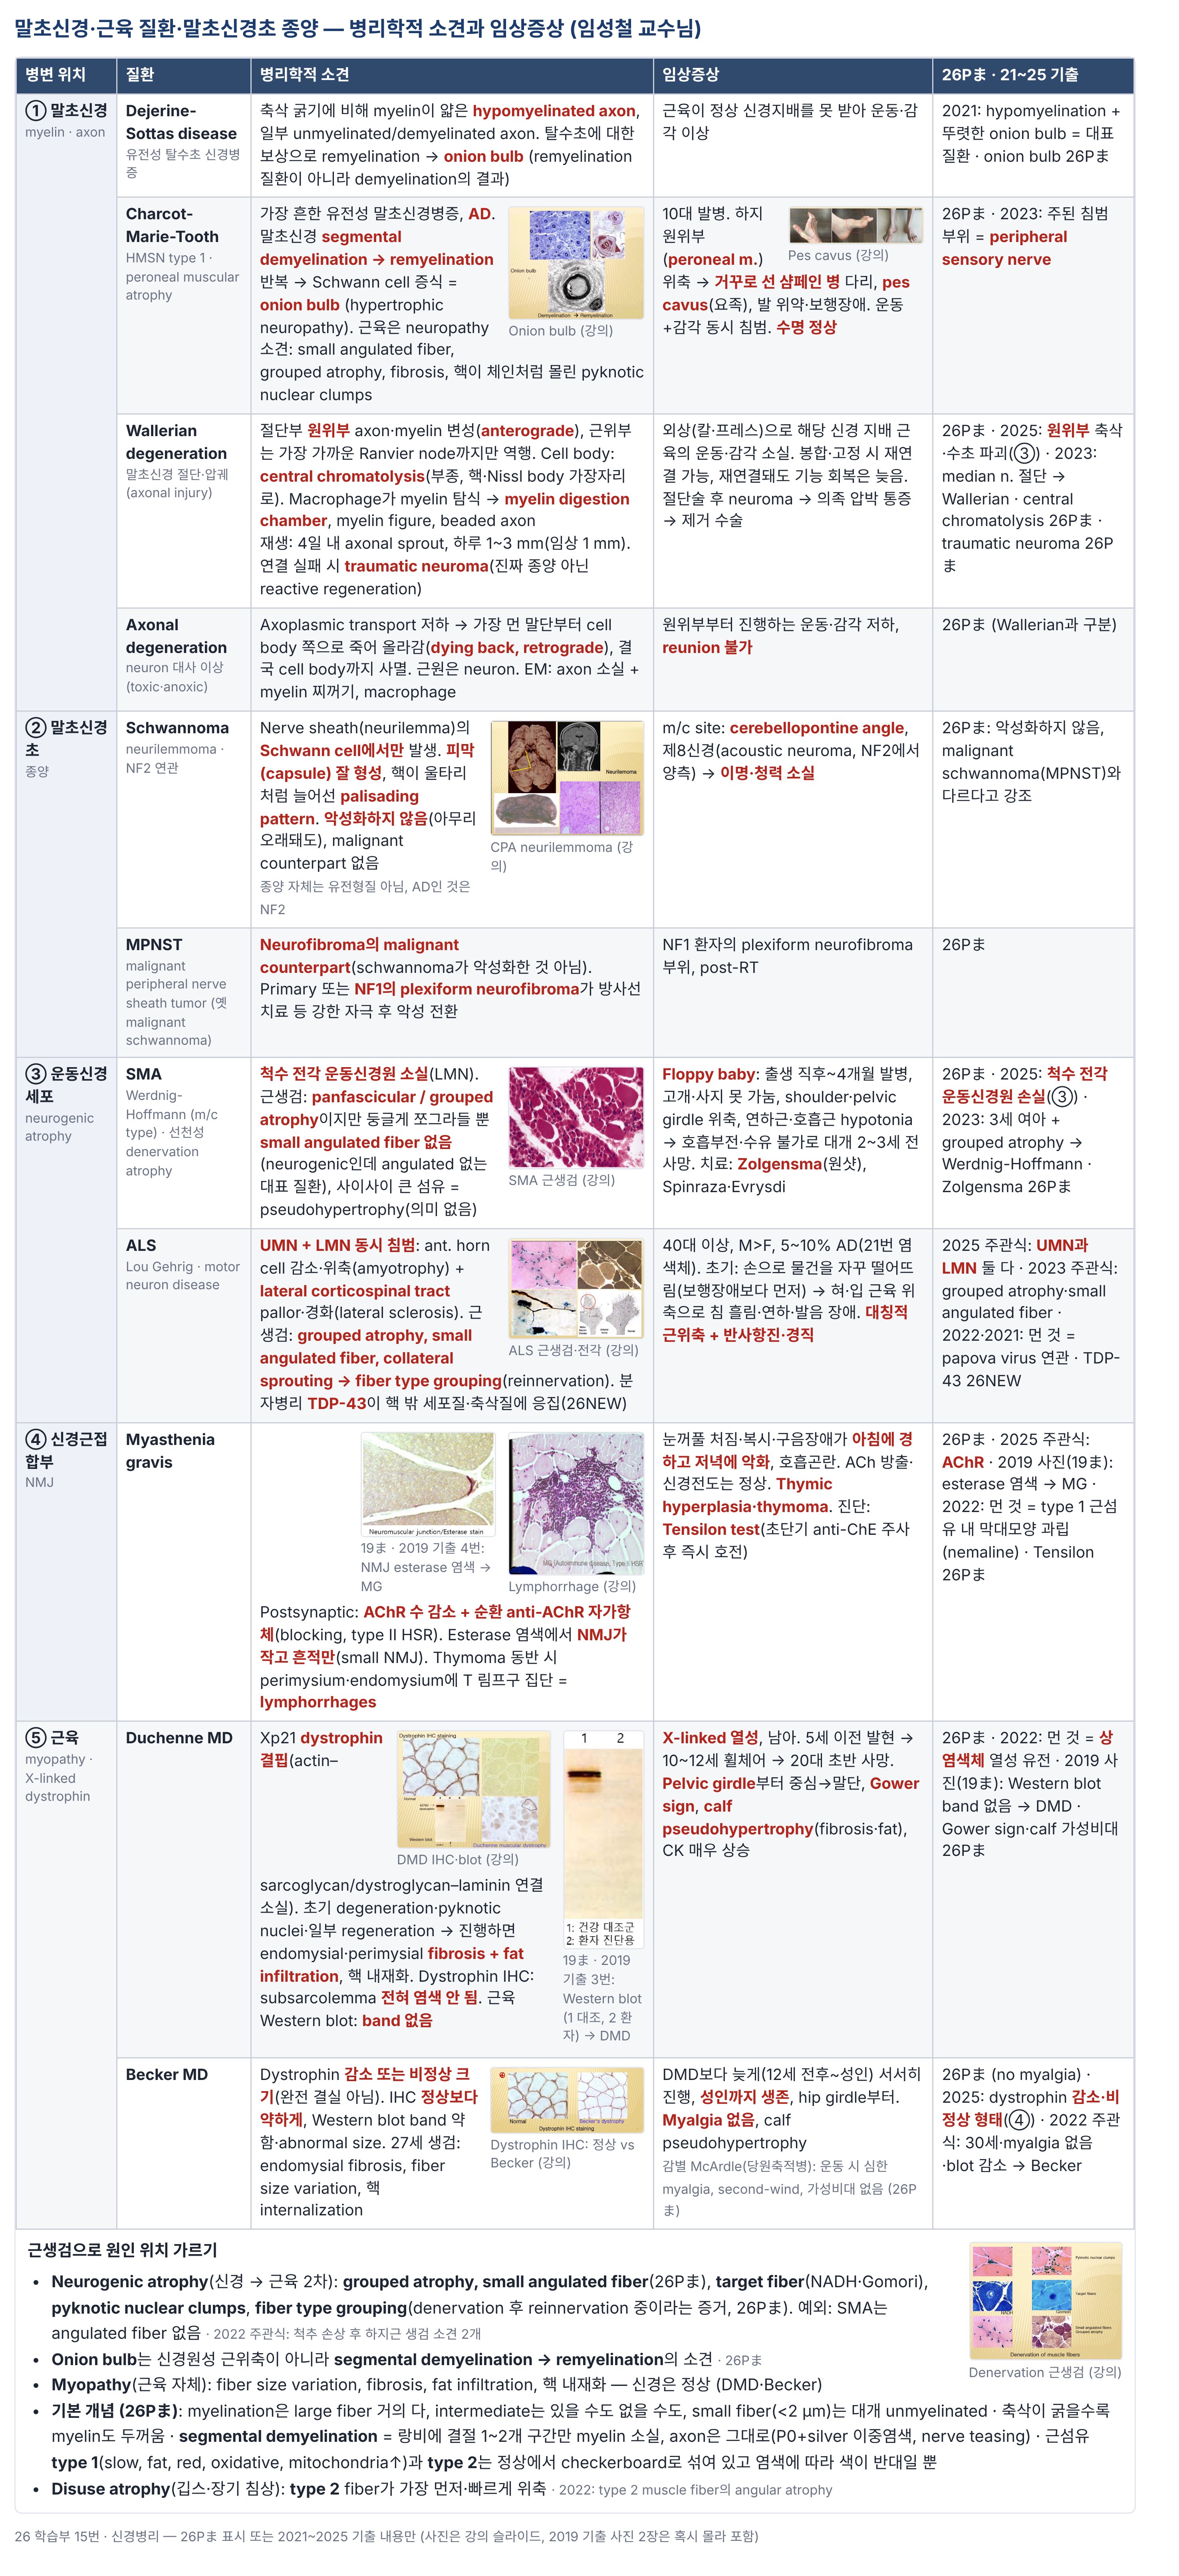 말초신경·근육 질환·말초신경초 종양 — 병리학적 소견과 임상증상 (임성철 교수님)
병변 위치
질환
병리학적 소견
임상증상
26Pま · 21~25 기출
① 말초신경
myelin · axon
Dejerine-
Sottas disease
유전성 탈수초 신경병
증
축삭 굵기에 비해 myelin이 얇은 hypomyelinated axon,
일부 unmyelinated/demyelinated axon. 탈수초에 대한
보상으로 remyelination → onion bulb (remyelination
질환이 아니라 demyelination의 결과)
근육이 정상 신경지배를 못 받아 운동·감
각 이상
2021: hypomyelination +
뚜렷한 onion bulb = 대표
질환 · onion bulb 26Pま
Charcot-
Marie-Tooth
HMSN type 1 ·
peroneal muscular
atrophy
가장 흔한 유전성 말초신경병증, AD.
말초신경 segmental
demyelination → remyelination
반복 → Schwann cell 증식 =
onion bulb (hypertrophic
neuropathy). 근육은 neuropathy
소견: small angulated fiber,
grouped atrophy, fibrosis, 핵이 체인처럼 몰린 pyknotic
nuclear clumps
Onion bulb
Demyelination → Remyelination
Onion bulb (강의)
10대 발병. 하지
원위부
(peroneal m.)
위축 → 거꾸로 선 샴페인 병 다리, pes
cavus(요족), 발 위약·보행장애. 운동
+감각 동시 침범. 수명 정상
Pes cavus (강의)
26Pま · 2023: 주된 침범
부위 = peripheral
sensory nerve
Wallerian
degeneration
말초신경 절단·압궤
(axonal injury)
절단부 원위부 axon·myelin 변성(anterograde), 근위부
는 가장 가까운 Ranvier node까지만 역행. Cell body:
central chromatolysis(부종, 핵·Nissl body 가장자리
로). Macrophage가 myelin 탐식 → myelin digestion
chamber, myelin figure, beaded axon
재생: 4일 내 axonal sprout, 하루 1~3 mm(임상 1 mm).
연결 실패 시 traumatic neuroma(진짜 종양 아닌
reactive regeneration)
외상(칼·프레스)으로 해당 신경 지배 근
육의 운동·감각 소실. 봉합·고정 시 재연
결 가능, 재연결돼도 기능 회복은 늦음.
절단술 후 neuroma → 의족 압박 통증
→ 제거 수술
26Pま · 2025: 원위부 축삭
·수초 파괴(③) · 2023:
median n. 절단 →
Wallerian · central
chromatolysis 26Pま ·
traumatic neuroma 26P
ま
Axonal
degeneration
neuron 대사 이상
(toxic·anoxic)
Axoplasmic transport 저하 → 가장 먼 말단부터 cell
body 쪽으로 죽어 올라감(dying back, retrograde), 결
국 cell body까지 사멸. 근원은 neuron. EM: axon 소실 +
myelin 찌꺼기, macrophage
원위부부터 진행하는 운동·감각 저하,
reunion 불가
26Pま (Wallerian과 구분)
② 말초신경
초
종양
Schwannoma
neurilemmoma ·
NF2 연관
Nerve sheath(neurilemma)의
Schwann cell에서만 발생. 피막
(capsule) 잘 형성, 핵이 울타리
처럼 늘어선 palisading
pattern. 악성화하지 않음(아무리
오래돼도), malignant
counterpart 없음
종양 자체는 유전형질 아님, AD인 것은
NF2
Neurilemoma
CPA neurilemmoma (강
의)
m/c site: cerebellopontine angle,
제8신경(acoustic neuroma, NF2에서
양측) → 이명·청력 소실
26Pま: 악성화하지 않음,
malignant
schwannoma(MPNST)와
다르다고 강조
MPNST
malignant
peripheral nerve
sheath tumor (옛
malignant
schwannoma)
Neurofibroma의 malignant
counterpart(schwannoma가 악성화한 것 아님).
Primary 또는 NF1의 plexiform neurofibroma가 방사선
치료 등 강한 자극 후 악성 전환
NF1 환자의 plexiform neurofibroma
부위, post-RT
26Pま
③ 운동신경
세포
neurogenic
atrophy
SMA
Werdnig-
Hoffmann (m/c
type) · 선천성
denervation
atrophy
척수 전각 운동신경원 소실(LMN).
근생검: panfascicular / grouped
atrophy이지만 둥글게 쪼그라들 뿐
small angulated fiber 없음
(neurogenic인데 angulated 없는
대표 질환), 사이사이 큰 섬유 =
pseudohypertrophy(의미 없음)
SMA 근생검 (강의)
Floppy baby: 출생 직후~4개월 발병,
고개·사지 못 가눔, shoulder·pelvic
girdle 위축, 연하근·호흡근 hypotonia
→ 호흡부전·수유 불가로 대개 2~3세 전
사망. 치료: Zolgensma(원샷),
Spinraza·Evrysdi
26Pま · 2025: 척수 전각
운동신경원 손실(③) ·
2023: 3세 여아 +
grouped atrophy →
Werdnig-Hoffmann ·
Zolgensma 26Pま
ALS
Lou Gehrig · motor
neuron disease
UMN + LMN 동시 침범: ant. horn
cell 감소·위축(amyotrophy) +
lateral corticospinal tract
pallor·경화(lateral sclerosis). 근
생검: grouped atrophy, small
angulated fiber, collateral
sprouting → fiber type grouping(reinnervation). 분
자병리 TDP-43이 핵 밖 세포질·축삭질에 응집(26NEW)
ALS 근생검·전각 (강의)
40대 이상, M>F, 5~10% AD(21번 염
색체). 초기: 손으로 물건을 자꾸 떨어뜨
림(보행장애보다 먼저) → 혀·입 근육 위
축으로 침 흘림·연하·발음 장애. 대칭적
근위축 + 반사항진·경직
2025 주관식: UMN과
LMN 둘 다 · 2023 주관식:
grouped atrophy·small
angulated fiber ·
2022·2021: 먼 것 =
papova virus 연관 · TDP-
43 26NEW
④ 신경근접
합부
NMJ
Myasthenia
gravis
Neuromuscular junction/Esterase stain
19ま · 2019 기출 4번:
NMJ esterase 염색 →
MG
MG (Autoimmune disease, Type II HSR)
Lymphorrhage (강의)
Postsynaptic: AChR 수 감소 + 순환 anti-AChR 자가항
체(blocking, type II HSR). Esterase 염색에서 NMJ가
작고 흔적만(small NMJ). Thymoma 동반 시
perimysium·endomysium에 T 림프구 집단 =
lymphorrhages
눈꺼풀 처짐·복시·구음장애가 아침에 경
하고 저녁에 악화, 호흡곤란. ACh 방출·
신경전도는 정상. Thymic
hyperplasia·thymoma. 진단:
Tensilon test(초단기 anti-ChE 주사
후 즉시 호전)
26Pま · 2025 주관식:
AChR · 2019 사진(19ま):
esterase 염색 → MG ·
2022: 먼 것 = type 1 근섬
유 내 막대모양 과립
(nemaline) · Tensilon
26Pま
⑤ 근육
myopathy ·
X-linked
dystrophin
Duchenne MD
Xp21 dystrophin
결핍(actin–
Dystrophin IHC staining
Normal
Western blot
Duchenne muscular dystrophy
DMD IHC·blot (강의)
1 2
1: 건강 대조군
2: 환자 진단용
19ま · 2019
기출 3번:
Western blot
(1 대조, 2 환
자) → DMD
sarcoglycan/dystroglycan–laminin 연결
소실). 초기 degeneration·pyknotic
nuclei·일부 regeneration → 진행하면
endomysial·perimysial fibrosis + fat
infiltration, 핵 내재화. Dystrophin IHC:
subsarcolemma 전혀 염색 안 됨. 근육
Western blot: band 없음
X-linked 열성, 남아. 5세 이전 발현 →
10~12세 휠체어 → 20대 초반 사망.
Pelvic girdle부터 중심→말단, Gower
sign, calf
pseudohypertrophy(fibrosis·fat),
CK 매우 상승
26Pま · 2022: 먼 것 = 상
염색체 열성 유전 · 2019 사
진(19ま): Western blot
band 없음 → DMD ·
Gower sign·calf 가성비대
26Pま
Becker MD
Dystrophin 감소 또는 비정상 크
기(완전 결실 아님). IHC 정상보다
약하게, Western blot band 약
함·abnormal size. 27세 생검:
endomysial fibrosis, fiber
size variation, 핵
internalization
Normal
Becker's dystrophy
Dystrophin IHC staining
Dystrophin IHC: 정상 vs
Becker (강의)
DMD보다 늦게(12세 전후~성인) 서서히
진행, 성인까지 생존, hip girdle부터.
Myalgia 없음, calf
pseudohypertrophy
감별 McArdle(당원축적병): 운동 시 심한
myalgia, second-wind, 가성비대 없음 (26P
ま)
26Pま (no myalgia) ·
2025: dystrophin 감소·비
정상 형태(④) · 2022 주관
식: 30세·myalgia 없음
·blot 감소 → Becker
근생검으로 원인 위치 가르기
• Neurogenic atrophy(신경 → 근육 2차): grouped atrophy, small angulated fiber(26Pま), target fiber(NADH·Gomori),
pyknotic nuclear clumps, fiber type grouping(denervation 후 reinnervation 중이라는 증거, 26Pま). 예외: SMA는
angulated fiber 없음 · 2022 주관식: 척추 손상 후 하지근 생검 소견 2개
• Onion bulb는 신경원성 근위축이 아니라 segmental demyelination → remyelination의 소견 · 26Pま
• Myopathy(근육 자체): fiber size variation, fibrosis, fat infiltration, 핵 내재화 — 신경은 정상 (DMD·Becker)
Pyknotic nuclear clumps
Target fibers
Small angulated fibers
Grouped atrophy
Denervation of muscle fibers
Denervation 근생검 (강의)
• 기본 개념 (26Pま): myelination은 large fiber 거의 다, intermediate는 있을 수도 없을 수도, small fiber(<2 μm)는 대개 unmyelinated · 축삭이 굵을수록
myelin도 두꺼움 · segmental demyelination = 랑비에 결절 1~2개 구간만 myelin 소실, axon은 그대로(P0+silver 이중염색, nerve teasing) · 근섬유
type 1(slow, fat, red, oxidative, mitochondria↑)과 type 2는 정상에서 checkerboard로 섞여 있고 염색에 따라 색이 반대일 뿐
• Disuse atrophy(깁스·장기 침상): type 2 fiber가 가장 먼저·빠르게 위축 · 2022: type 2 muscle fiber의 angular atrophy
26 학습부 15번 · 신경병리 — 26Pま 표시 또는 2021~2025 기출 내용만 (사진은 강의 슬라이드, 2019 기출 사진 2장은 혹시 몰라 포함)